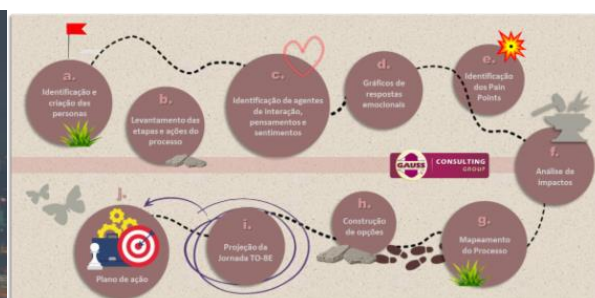 a.
Identificação e
criação das
personas
b.
Levantamento das
etapas e ações do
processo
c.
Identificação de agentes
da interação,
pensamentos e
sentimentos
d.
Gráficos de
respostas
emocionais
e.
Identificação
dos Pain
Points
GAUSS CONSULTING
GROUP
f.
Análise de
impactos
g.
Mapeamento
do Processo
h.
Construção
de opções
i.
Projeção da
Jornada TO-BE
j.
Plano de ação